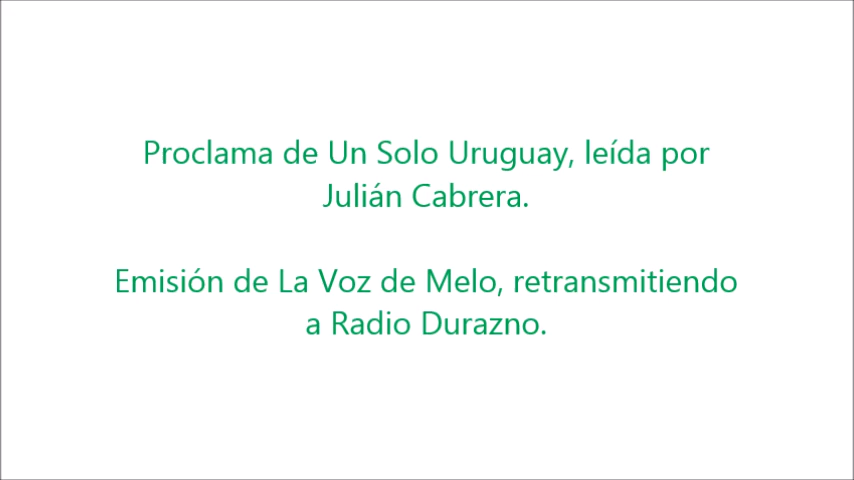 Proclama de Un Solo Uruguay, leída por
Julián Cabrera.
Emisión de La Voz de Melo, retransmitiendo
a Radio Durazno.